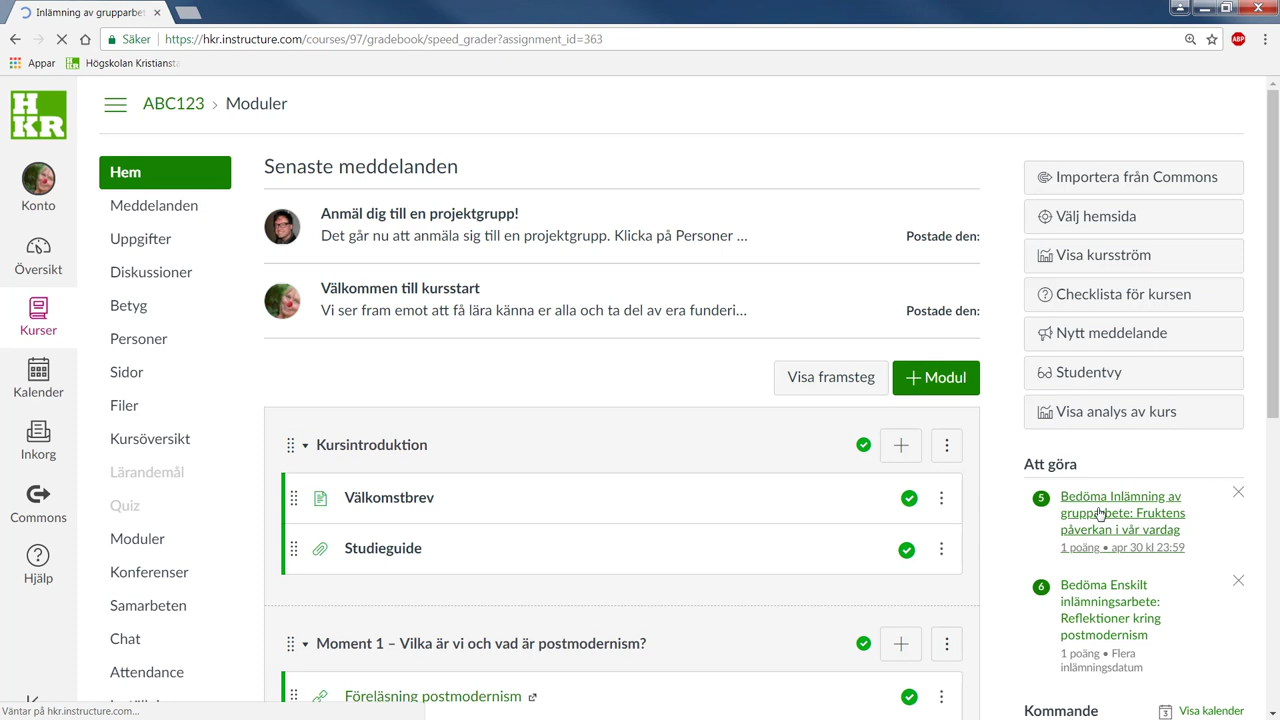 Inlämning av grupparbet
Säker
https://hkr.instructure.com/courses/97/gradebook/speed_grader?assignment_id=363
ABP
Appar
Högskolan Kristiansta
H
KR
ABC123 > Moduler
Konto
Översikt
Kurser
Kalender
Inkorg
Commons
Hjälp
Hem
Meddelanden
Uppgifter
Diskussioner
Betyg
Personer
Sidor
Filer
Kursöversikt
Lärandemål
Quiz
Moduler
Konferenser
Samarbeten
Chat
Attendance
Senaste meddelanden
Anmäl dig till en projektgrupp!
Det går nu att anmäla sig till en projektgrupp. Klicka på Personer ...
Postade den:
Välkommen till kursstart
Vi ser fram emot att få lära känna er alla och ta del av era funderi...
Postade den:
Visa framsteg
+ Modul
Kursintroduktion
Välkomstbrev
Studieguide
Moment 1 – Vilka är vi och vad är postmodernism?
Föreläsning postmodernism
Importera från Commons
Välj hemsida
Visa kursström
Checklista för kursen
Nytt meddelande
Studentvy
Visa analys av kurs
Att göra
5
Bedöma Inlämning av
grupparbete: Fruktens
påverkan i vår vardag
1 poäng • apr 30 kl 23:59
6
Bedöma Enskilt
inlämningsarbete:
Reflektioner kring
postmodernism
1 poäng • Flera
inlämningsdatum
Kommande
Visa kalender
Väntar på hkr.instructure.com...